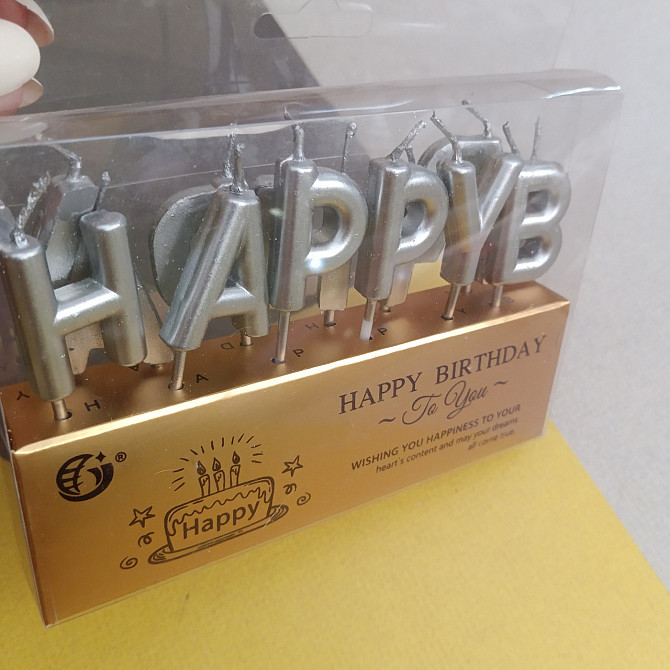 HAPPYB
H A P P Y
HAPPY BIRTHDAY
~ To You ~
WISHING YOU HAPPINESS TO YOUR
heart's content and may your dreams
all come true.
®
Happy